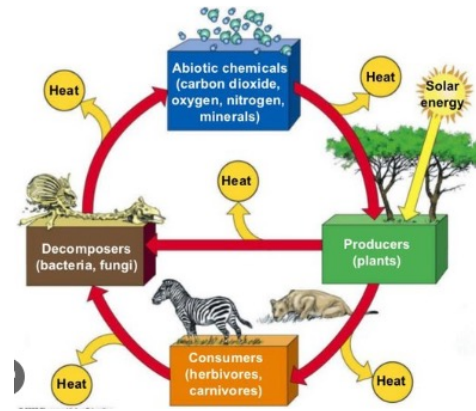 Abiotic chemicals
(carbon dioxide,
oxygen, nitrogen,
minerals)
Heat
Heat
Solar
energy
Heat
Decomposers
(bacteria, fungi)
Producers
(plants)
Consumers
(herbivores,
carnivores)
Heat
Heat